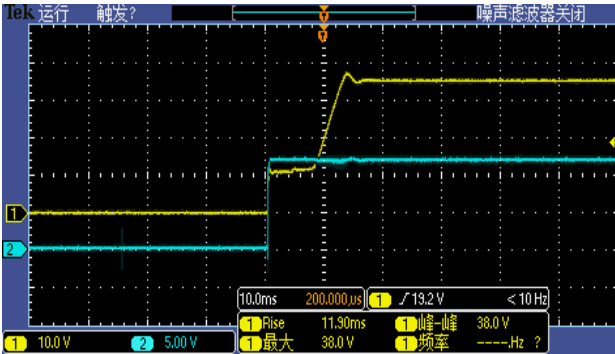 Tek 运行 触发? 噪声滤波器关闭
1
2
10.0ms 200.000μs 1 19.2 V < 10 Hz
1 Rise 11.90ms 1 峰-峰 38.0 V
1 最大 38.0 V 1 频率 ----.Hz ?
1 10.0 V 2 5.00 V